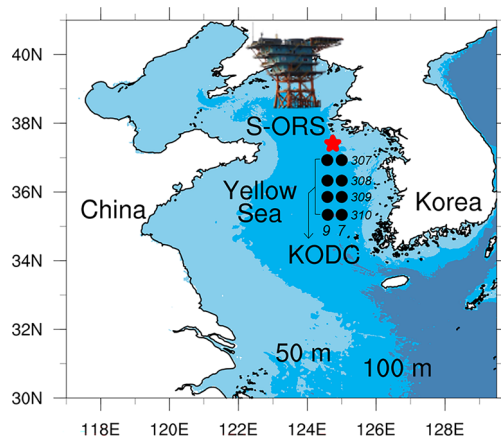 40N
38N
36N
34N
32N
30N
S-ORS
307
308
309
310
9 7
KODC
China
Yellow
Sea
Korea
50 m
100 m
118E 120E 122E 124E 126E 128E